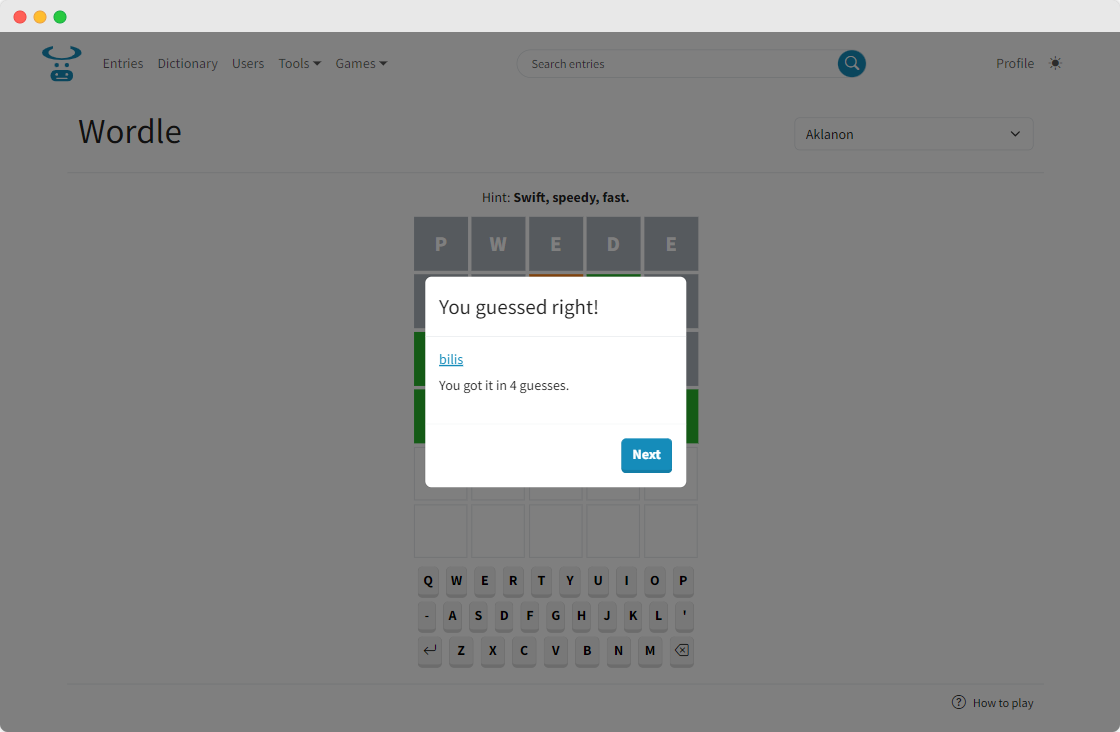 Entries Dictionary Users Tools Games Search entries Profile
Wordle Aklanon
Hint: Swift, speedy, fast.
P W E D E
You guessed right!
bilis
You got it in 4 guesses.
Next
Q W E R T Y U I O P
- A S D F G H J K L '
Z X C V B N M
? How to play